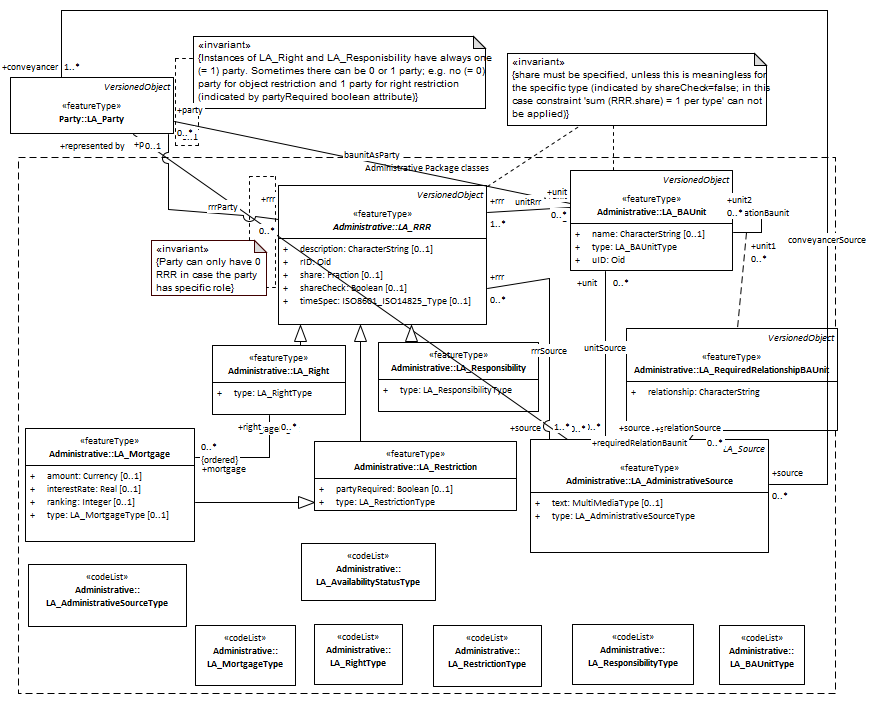 «invariant»
{Instances of LA_Right and LA_Responisbility have always one
(= 1) party. Sometimes there can be 0 or 1 party; e.g. no (= 0)
party for object restriction and 1 party for right restriction
(indicated by partyRequired boolean attribute)}
«invariant»
{share must be specified, unless this is meaningless for
the specific type (indicated by shareCheck=false; in this
case constraint 'sum (RRR.share) = 1 per type' can not
be applied)}
+conveyancer 1..*
VersionedObject
«featureType»
Party::LA_Party
+party
0..*
+represented by
0..1
baunitAsParty
Administrative Package classes
rrrParty
+rrr
0..*
VersionedObject
«featureType»
Administrative::LA_RRR
+ description: CharacterString [0..1]
+ rID: Oid
+ share: Fraction [0..1]
+ shareCheck: Boolean [0..1]
+ timeSpec: ISO8601_ISO14825_Type [0..1]
+rrr
1..*
unitRrr
+unit
0..*
+rrr
0..*
VersionedObject
«featureType»
Administrative::LA_BAUnit
+ name: CharacterString [0..1]
+ type: LA_BAUnitType
+ uID: Oid
+unit2
0..*
ationBaunit
+unit1
0..*
conveyancerSource
+unit 0..*
«invariant»
{Party can only have 0
RRR in case the party
has specific role}
rrrSource
unitSource
VersionedObject
«featureType»
Administrative::LA_RequiredRelationshipBAUnit
+ relationship: CharacterString
«featureType»
Administrative::LA_Right
+ type: LA_RightType
«featureType»
Administrative::LA_Responsibility
+ type: LA_ResponsibilityType
+right
0..*
0..*
{ordered}
+mortgage
+source
1..*
+source
+requiredRelationBaunit
0..*
«featureType»
Administrative::LA_Mortgage
+ amount: Currency [0..1]
+ interestRate: Real [0..1]
+ ranking: Integer [0..1]
+ type: LA_MortgageType [0..1]
«featureType»
Administrative::LA_Restriction
+ partyRequired: Boolean [0..1]
+ type: LA_RestrictionType
LA_Source
«featureType»
Administrative::LA_AdministrativeSource
+ text: MultiMediaType [0..1]
+ type: LA_AdministrativeSourceType
+source
0..*
«codeList»
Administrative::
LA_AdministrativeSourceType
«codeList»
Administrative::
LA_AvailabilityStatusType
«codeList»
Administrative::
LA_MortgageType
«codeList»
Administrative::
LA_RightType
«codeList»
Administrative::
LA_RestrictionType
«codeList»
Administrative::
LA_ResponsibilityType
«codeList»
Administrative::
LA_BAUnitType